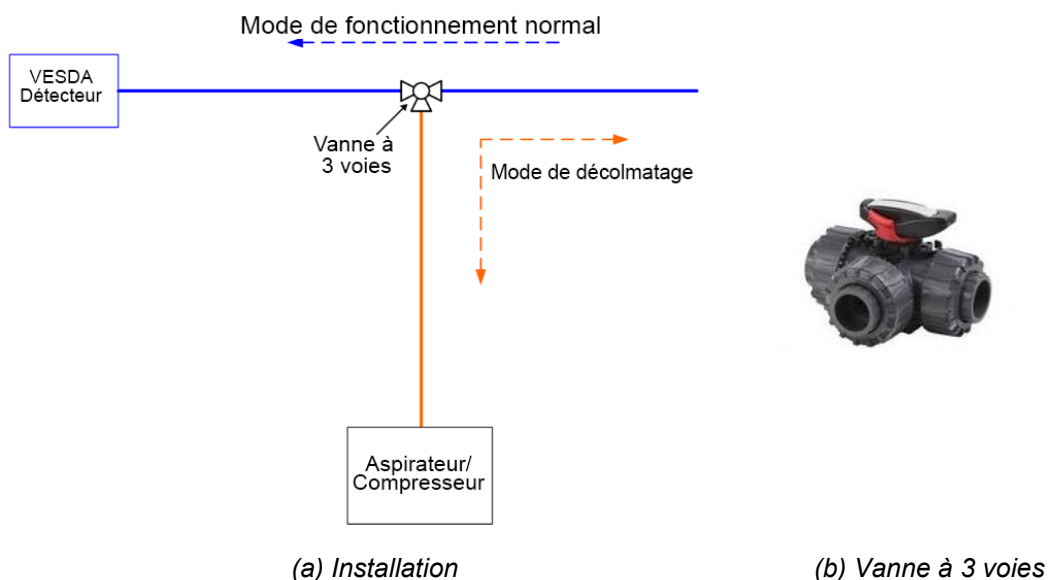 Mode de fonctionnement normal
VESDA
Détecteur
Vanne à
3 voies
Mode de décolmatage
Aspirateur/
Compresseur
(a) Installation
(b) Vanne à 3 voies